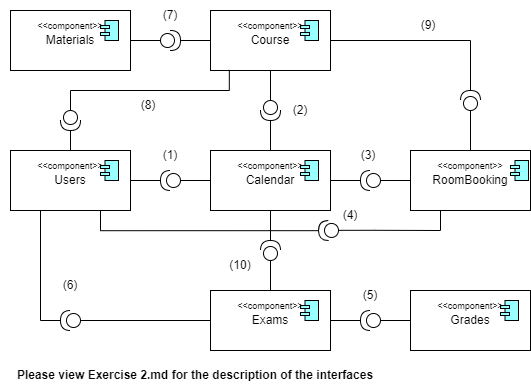 (7)
(9)
<<component>>
Materials
<<component>>
Course
(8)
(2)
(1)
(3)
<<component>>
Users
<<component>>
Calendar
<<component>>
RoomBooking
(4)
(10)
(6)
(5)
<<component>>
Exams
<<component>>
Grades
Please view Exercise 2.md for the description of the interfaces